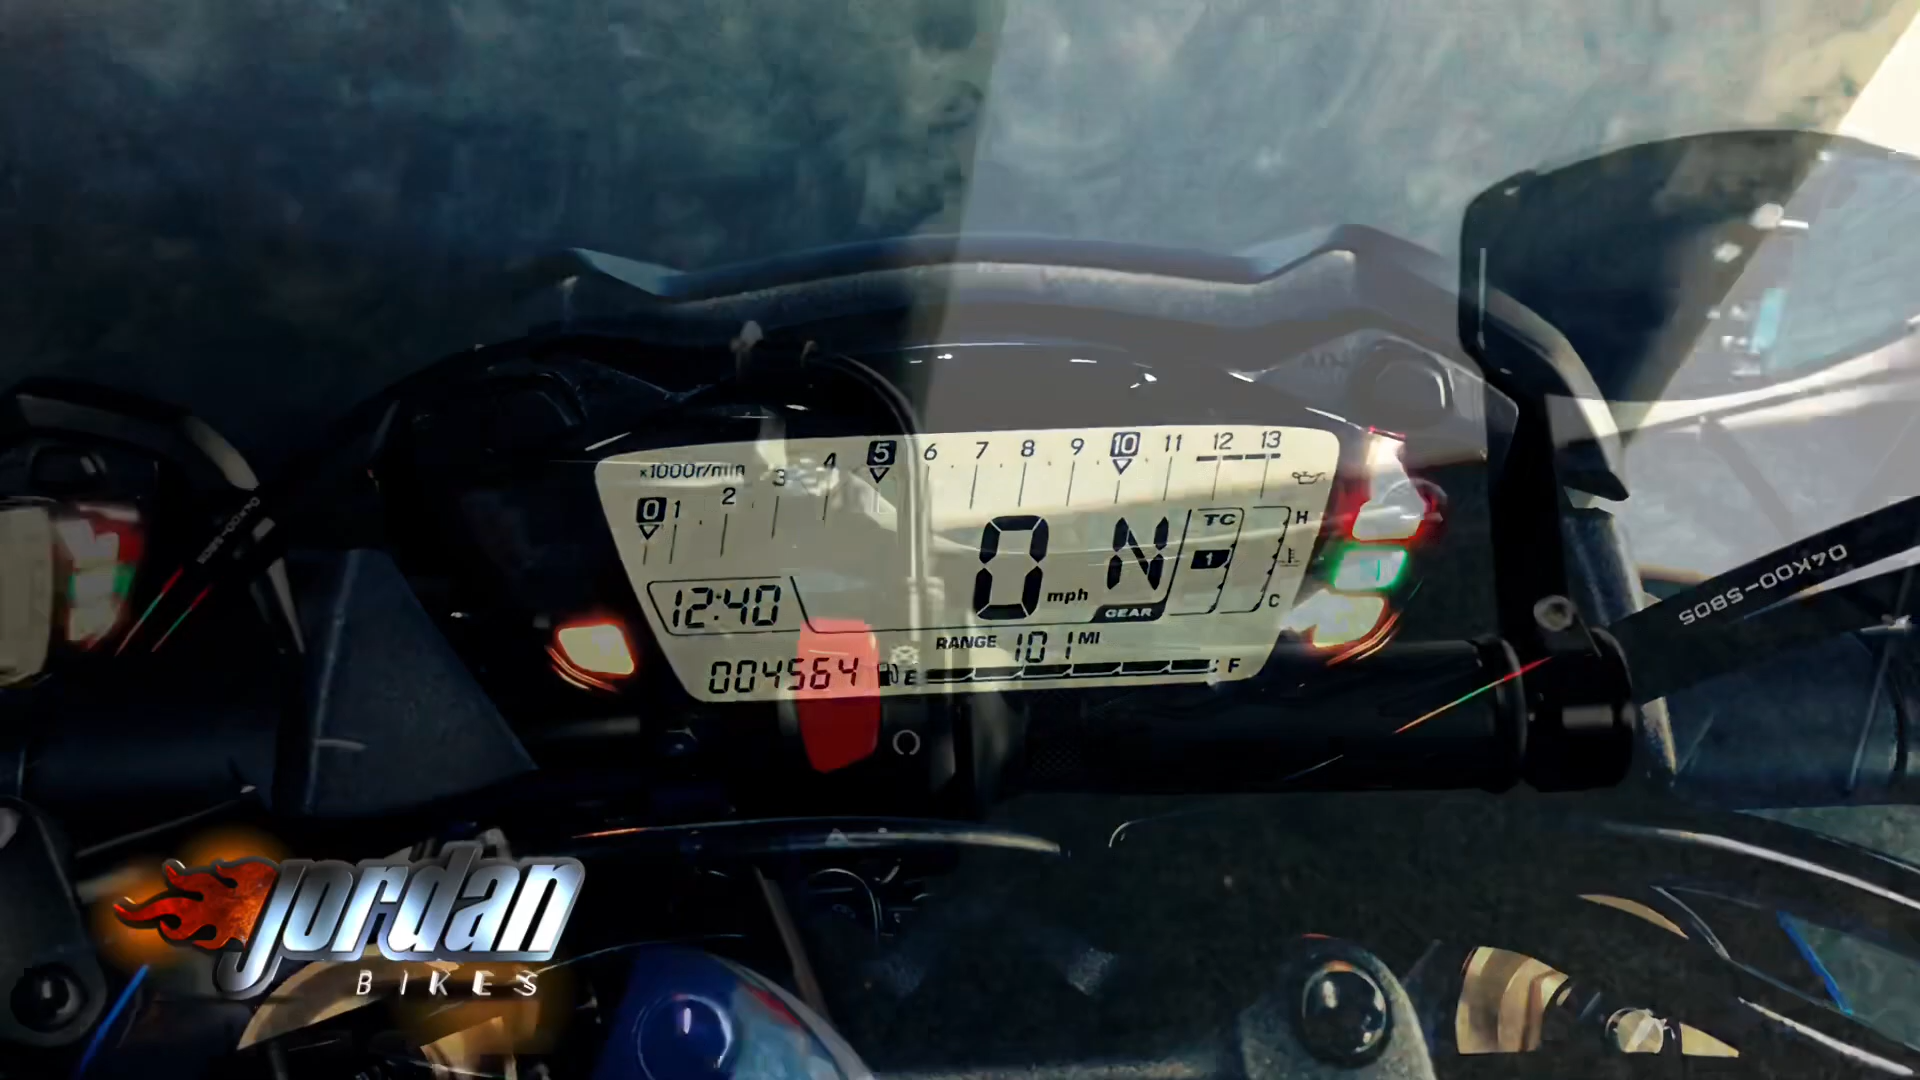 5 6 7 8 9 10 11 12 13
×1000r/min 4
3
2
0 1
TC
H
0 mph N
1
GEAR
C
12:40
RANGE 101 MI
004564 E F
04K00-5805
04K00-5805
jordan
BIKES